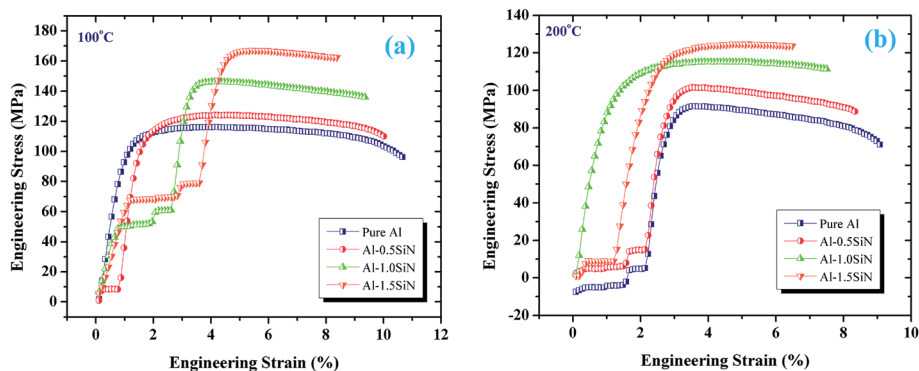 100°C
(a)
Engineering Stress (MPa)
180
160
140
120
100
80
60
40
20
0
0
2
4
6
8
10
12
Engineering Strain (%)
Pure Al
Al-0.5SiN
Al-1.0SiN
Al-1.5SiN
200°C
(b)
Engineering Stress (MPa)
140
120
100
80
60
40
20
0
-20
0
2
4
6
8
10
Engineering Strain (%)
Pure Al
Al-0.5SiN
Al-1.0SiN
Al-1.5SiN